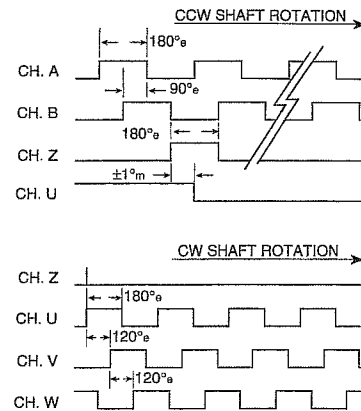 CCW SHAFT ROTATION
180°e
CH. A
90°e
CH. B
180°e
CH. Z
±1°m
CH. U
CW SHAFT ROTATION
CH. Z
180°e
CH. U
120°e
CH. V
120°e
CH. W